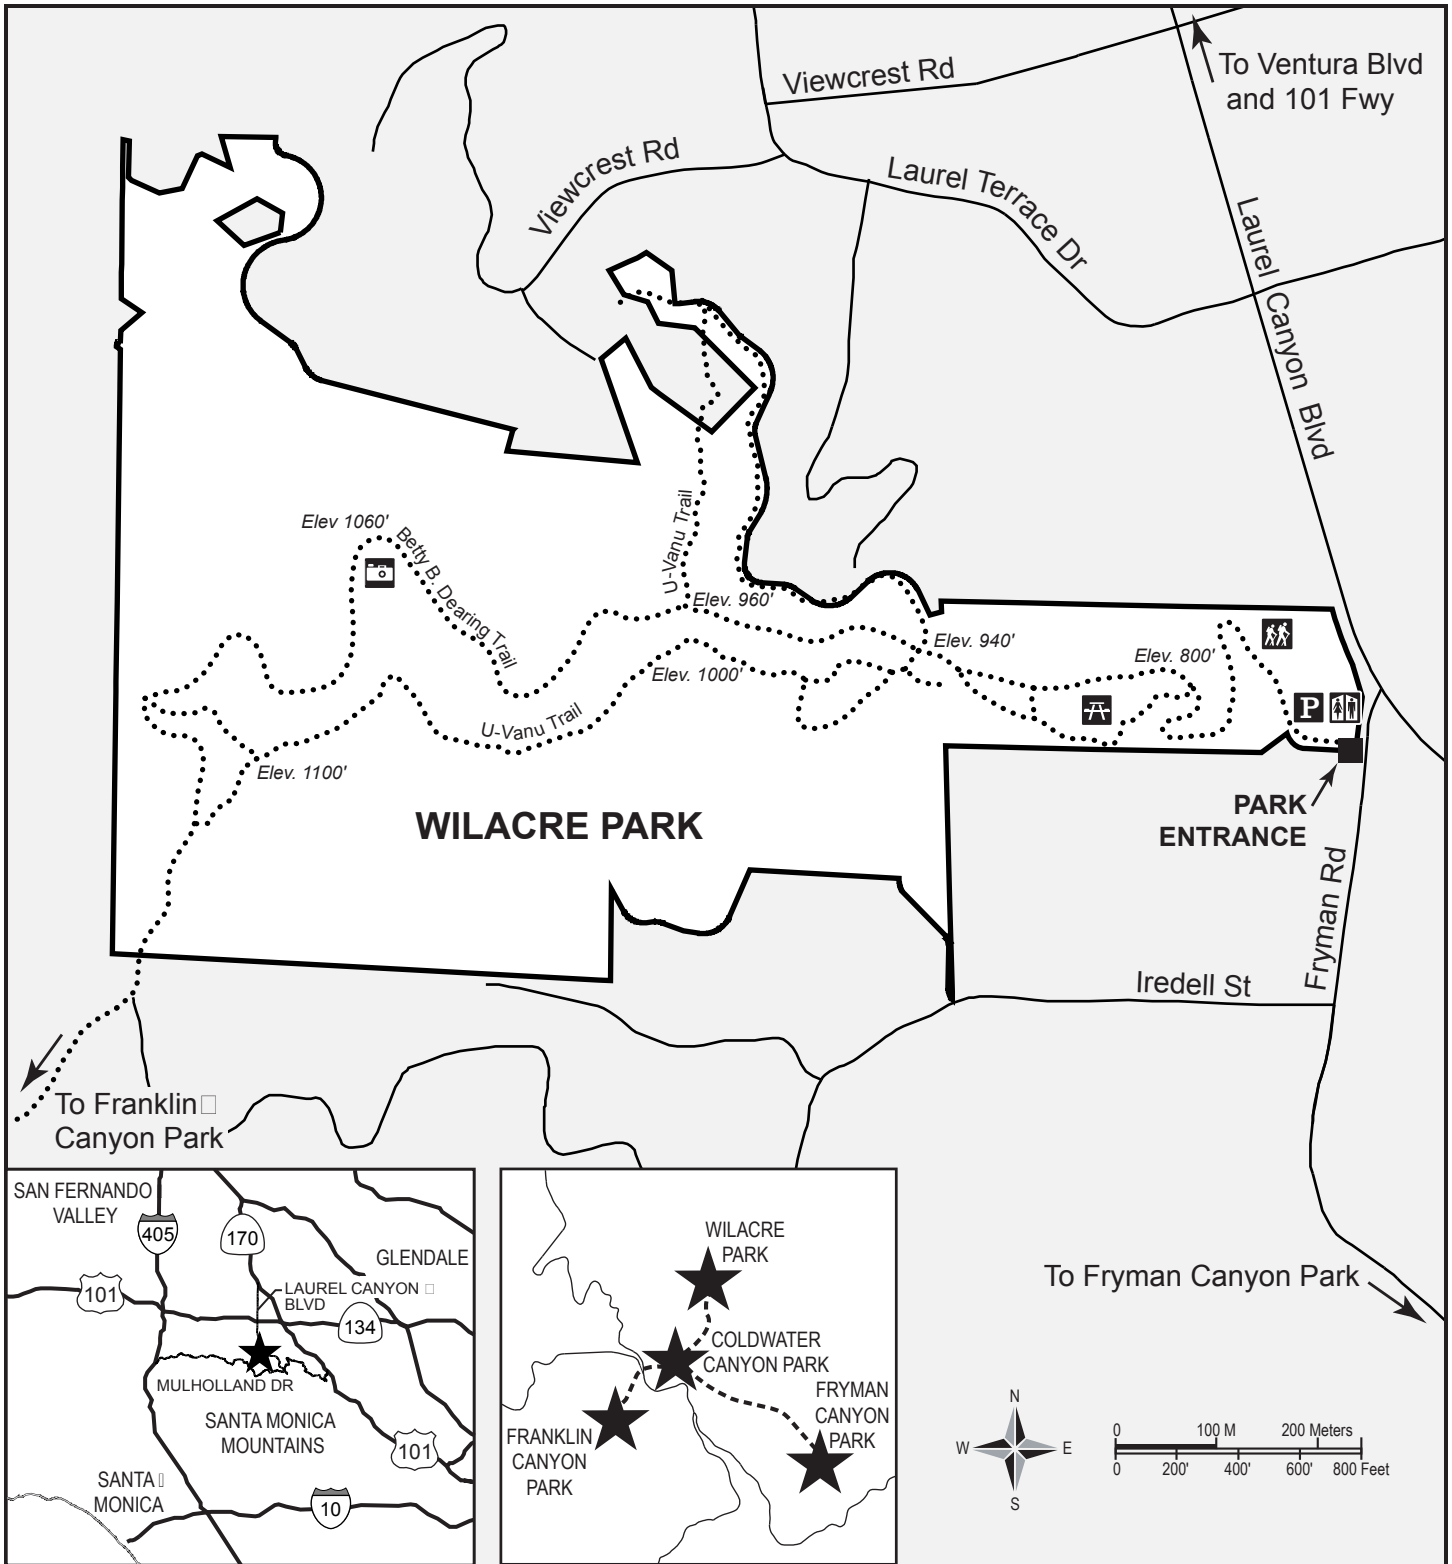 Viewcrest Rd
To Ventura Blvd
and 101 Fwy
Viewcrest Rd
Laurel Terrace Dr
Laurel Canyon Blvd
Elev 1060'
Betty B. Dearing Trail
U-Vanu Trail
Elev. 960'
Elev. 940'
Elev. 1000'
Elev. 800'
U-Vanu Trail
Elev. 1100'
P
WILACRE PARK
PARK
ENTRANCE
Fryman Rd
Iredell St
To Franklin
Canyon Park
To Fryman Canyon Park
SAN FERNANDO
VALLEY
405
170
GLENDALE
101
LAUREL CANYON
BLVD
134
MULHOLLAND DR
SANTA MONICA
MOUNTAINS
101
SANTA
MONICA
10
WILACRE
PARK
COLDWATER
CANYON PARK
FRYMAN
CANYON
PARK
FRANKLIN
CANYON
PARK
N
W E
S
0 100 M 200 Meters
0 200' 400' 600' 800 Feet